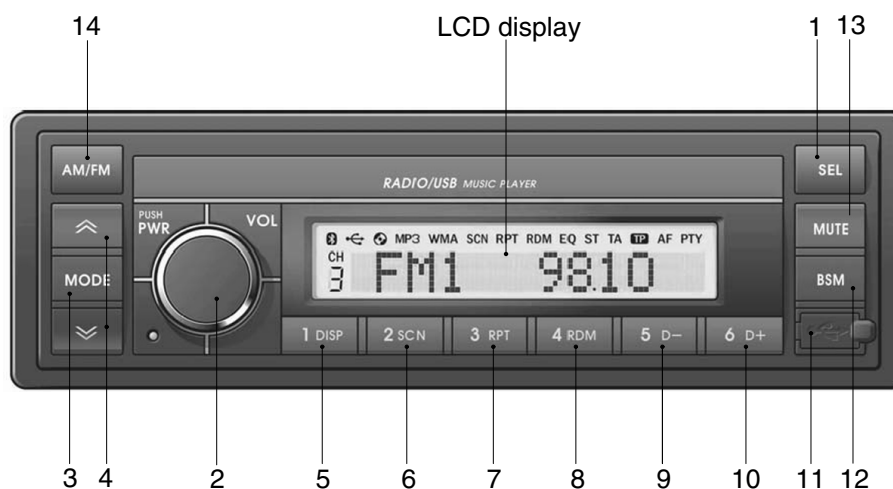 14 LCD display 1 13
AM/FM SEL
RADIO/USB MUSIC PLAYER
PUSH
PWR VOL MUTE
MP3 WMA SCN RPT RDM EQ ST TA TP AF PTY
CH
3 FM1 98.10
MODE BSM
1 DISP 2 SCN 3 RPT 4 RDM 5 D− 6 D+
3 4 2 5 6 7 8 9 10 11 12